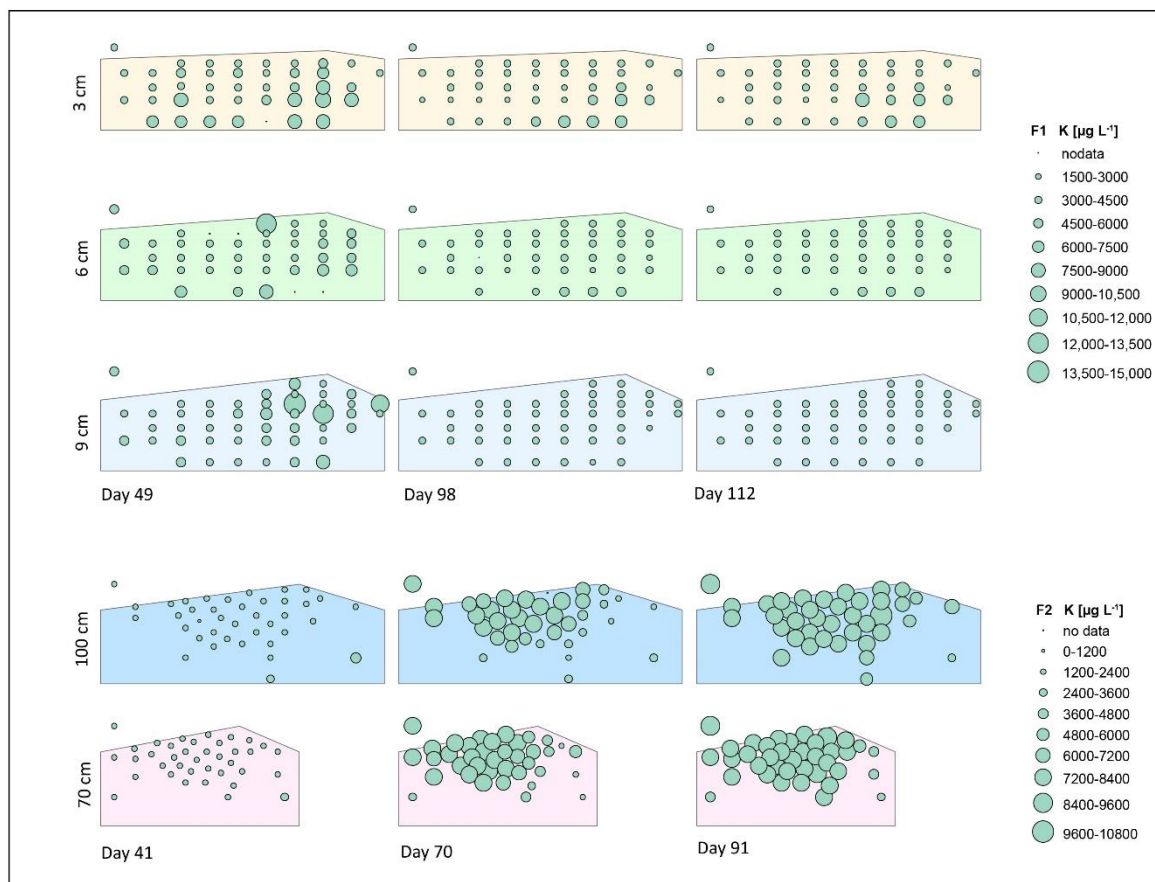 3 cm
6 cm
9 cm
Day 49 Day 98 Day 112
F1 K [µg L⁻¹]
nodata
1500-3000
3000-4500
4500-6000
6000-7500
7500-9000
9000-10,500
10,500-12,000
12,000-13,500
13,500-15,000
100 cm
70 cm
Day 41 Day 70 Day 91
F2 K [µg L⁻¹]
no data
0-1200
1200-2400
2400-3600
3600-4800
4800-6000
6000-7200
7200-8400
8400-9600
9600-10800